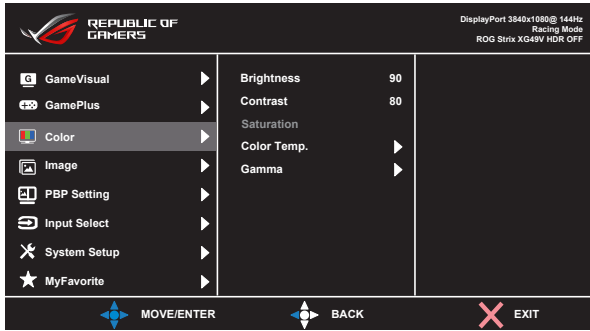 REPUBLIC OF
GAMERS
DisplayPort 3840x1080@ 144Hz
Racing Mode
ROG Strix XG49V HDR OFF
G GameVisual
GamePlus
Color
Image
PBP Setting
Input Select
System Setup
MyFavorite
Brightness 90
Contrast 80
Saturation
Color Temp.
Gamma
MOVE/ENTER
BACK
EXIT